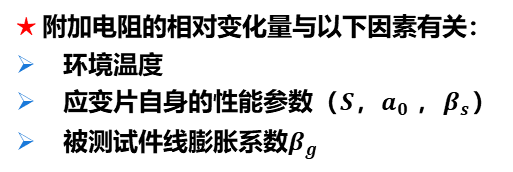 ★ 附加电阻的相对变化量与以下因素有关：
➢ 环境温度
➢ 应变片自身的性能参数（S，a₀，βₛ）
➢ 被测试件线膨胀系数β_g